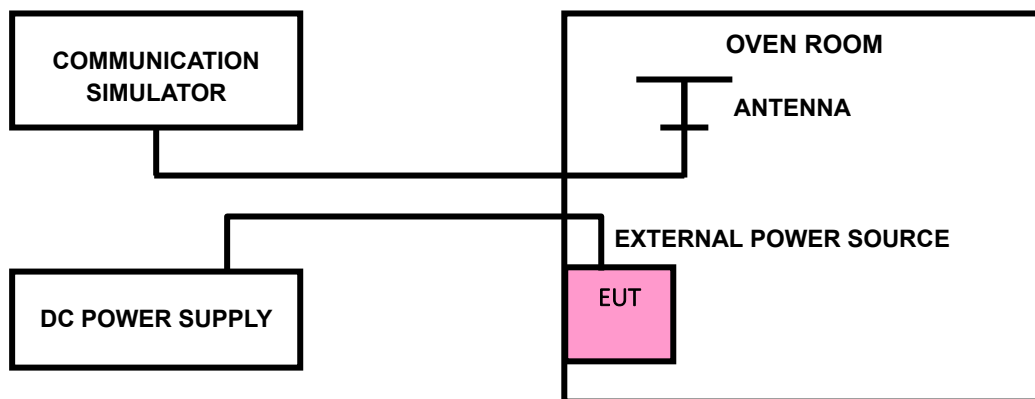 COMMUNICATION
SIMULATOR
OVEN ROOM
ANTENNA
EXTERNAL POWER SOURCE
DC POWER SUPPLY
EUT